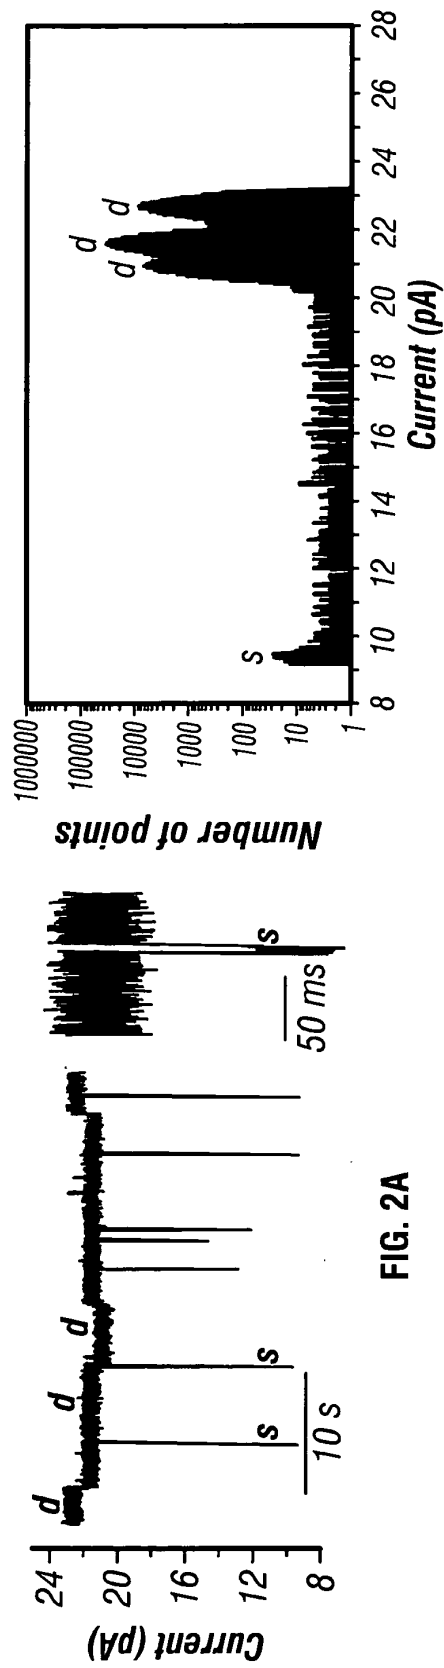 Current (pA)
24
20
16
12
8
d
d
d
s
s
10 s
s
50 ms
FIG. 2A
Number of points
1000000
100000
10000
1000
100
10
1
s
d
d
d
8
10
12
14
16
18
20
22
24
26
28
Current (pA)